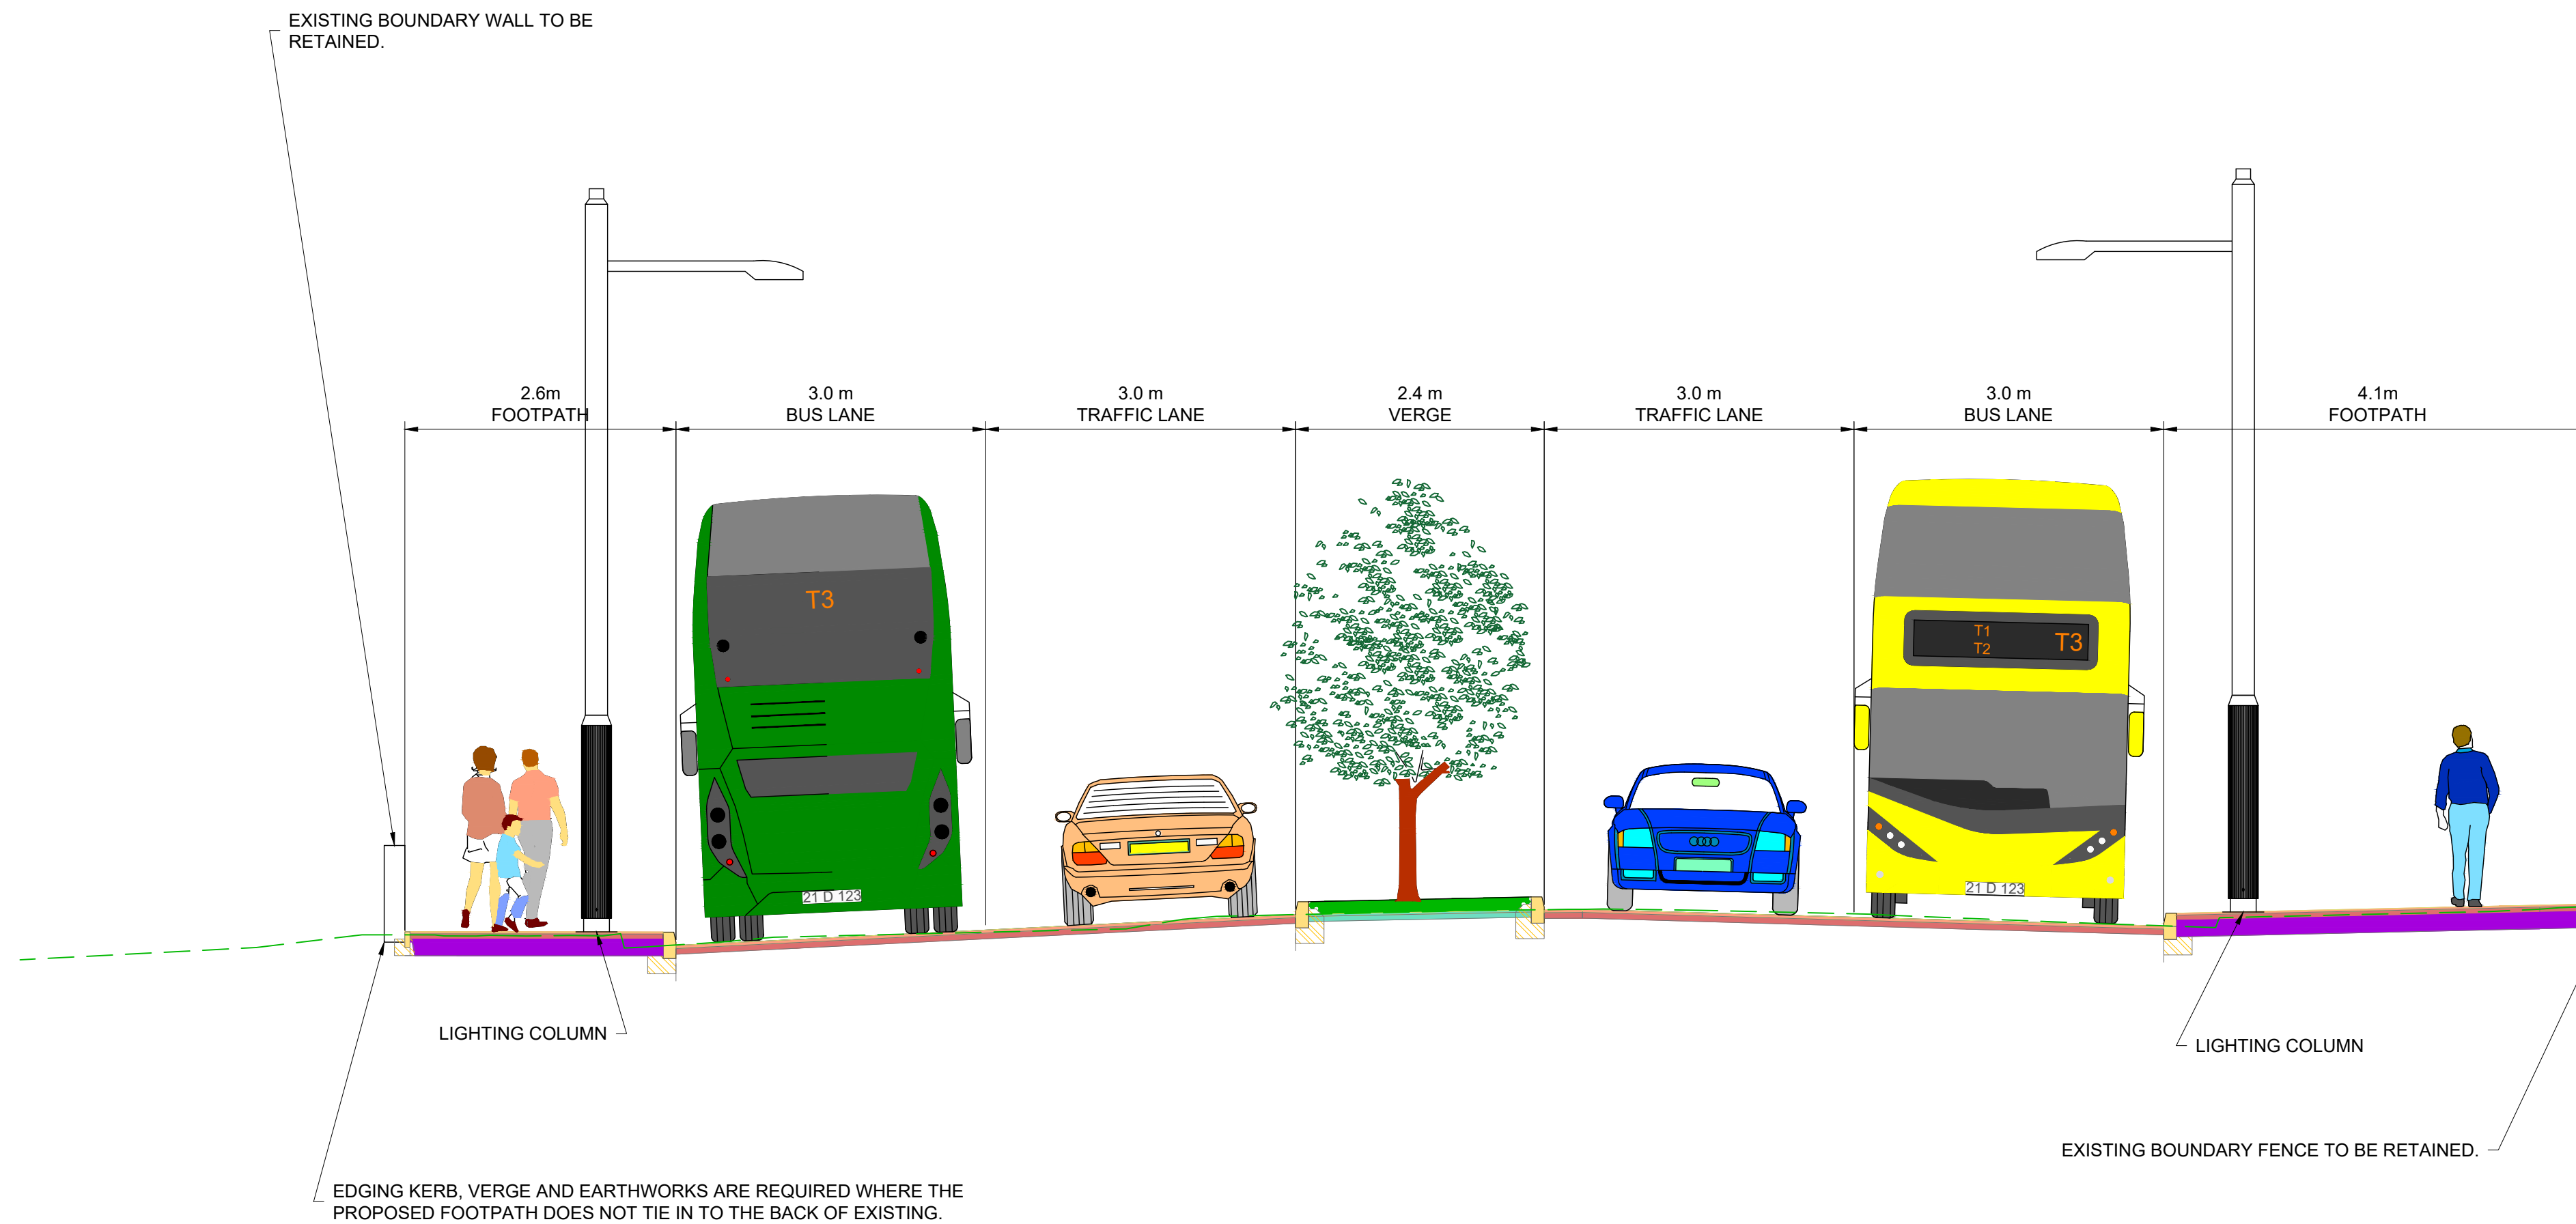 EXISTING BOUNDARY WALL TO BE
RETAINED.
2.6m
FOOTPATH
3.0 m
BUS LANE
3.0 m
TRAFFIC LANE
2.4 m
VERGE
3.0 m
TRAFFIC LANE
3.0 m
BUS LANE
4.1m
FOOTPATH
T3
T1
T2
T3
21 D 123
21 D 123
LIGHTING COLUMN
LIGHTING COLUMN
EXISTING BOUNDARY FENCE TO BE RETAINED.
EDGING KERB, VERGE AND EARTHWORKS ARE REQUIRED WHERE THE
PROPOSED FOOTPATH DOES NOT TIE IN TO THE BACK OF EXISTING.